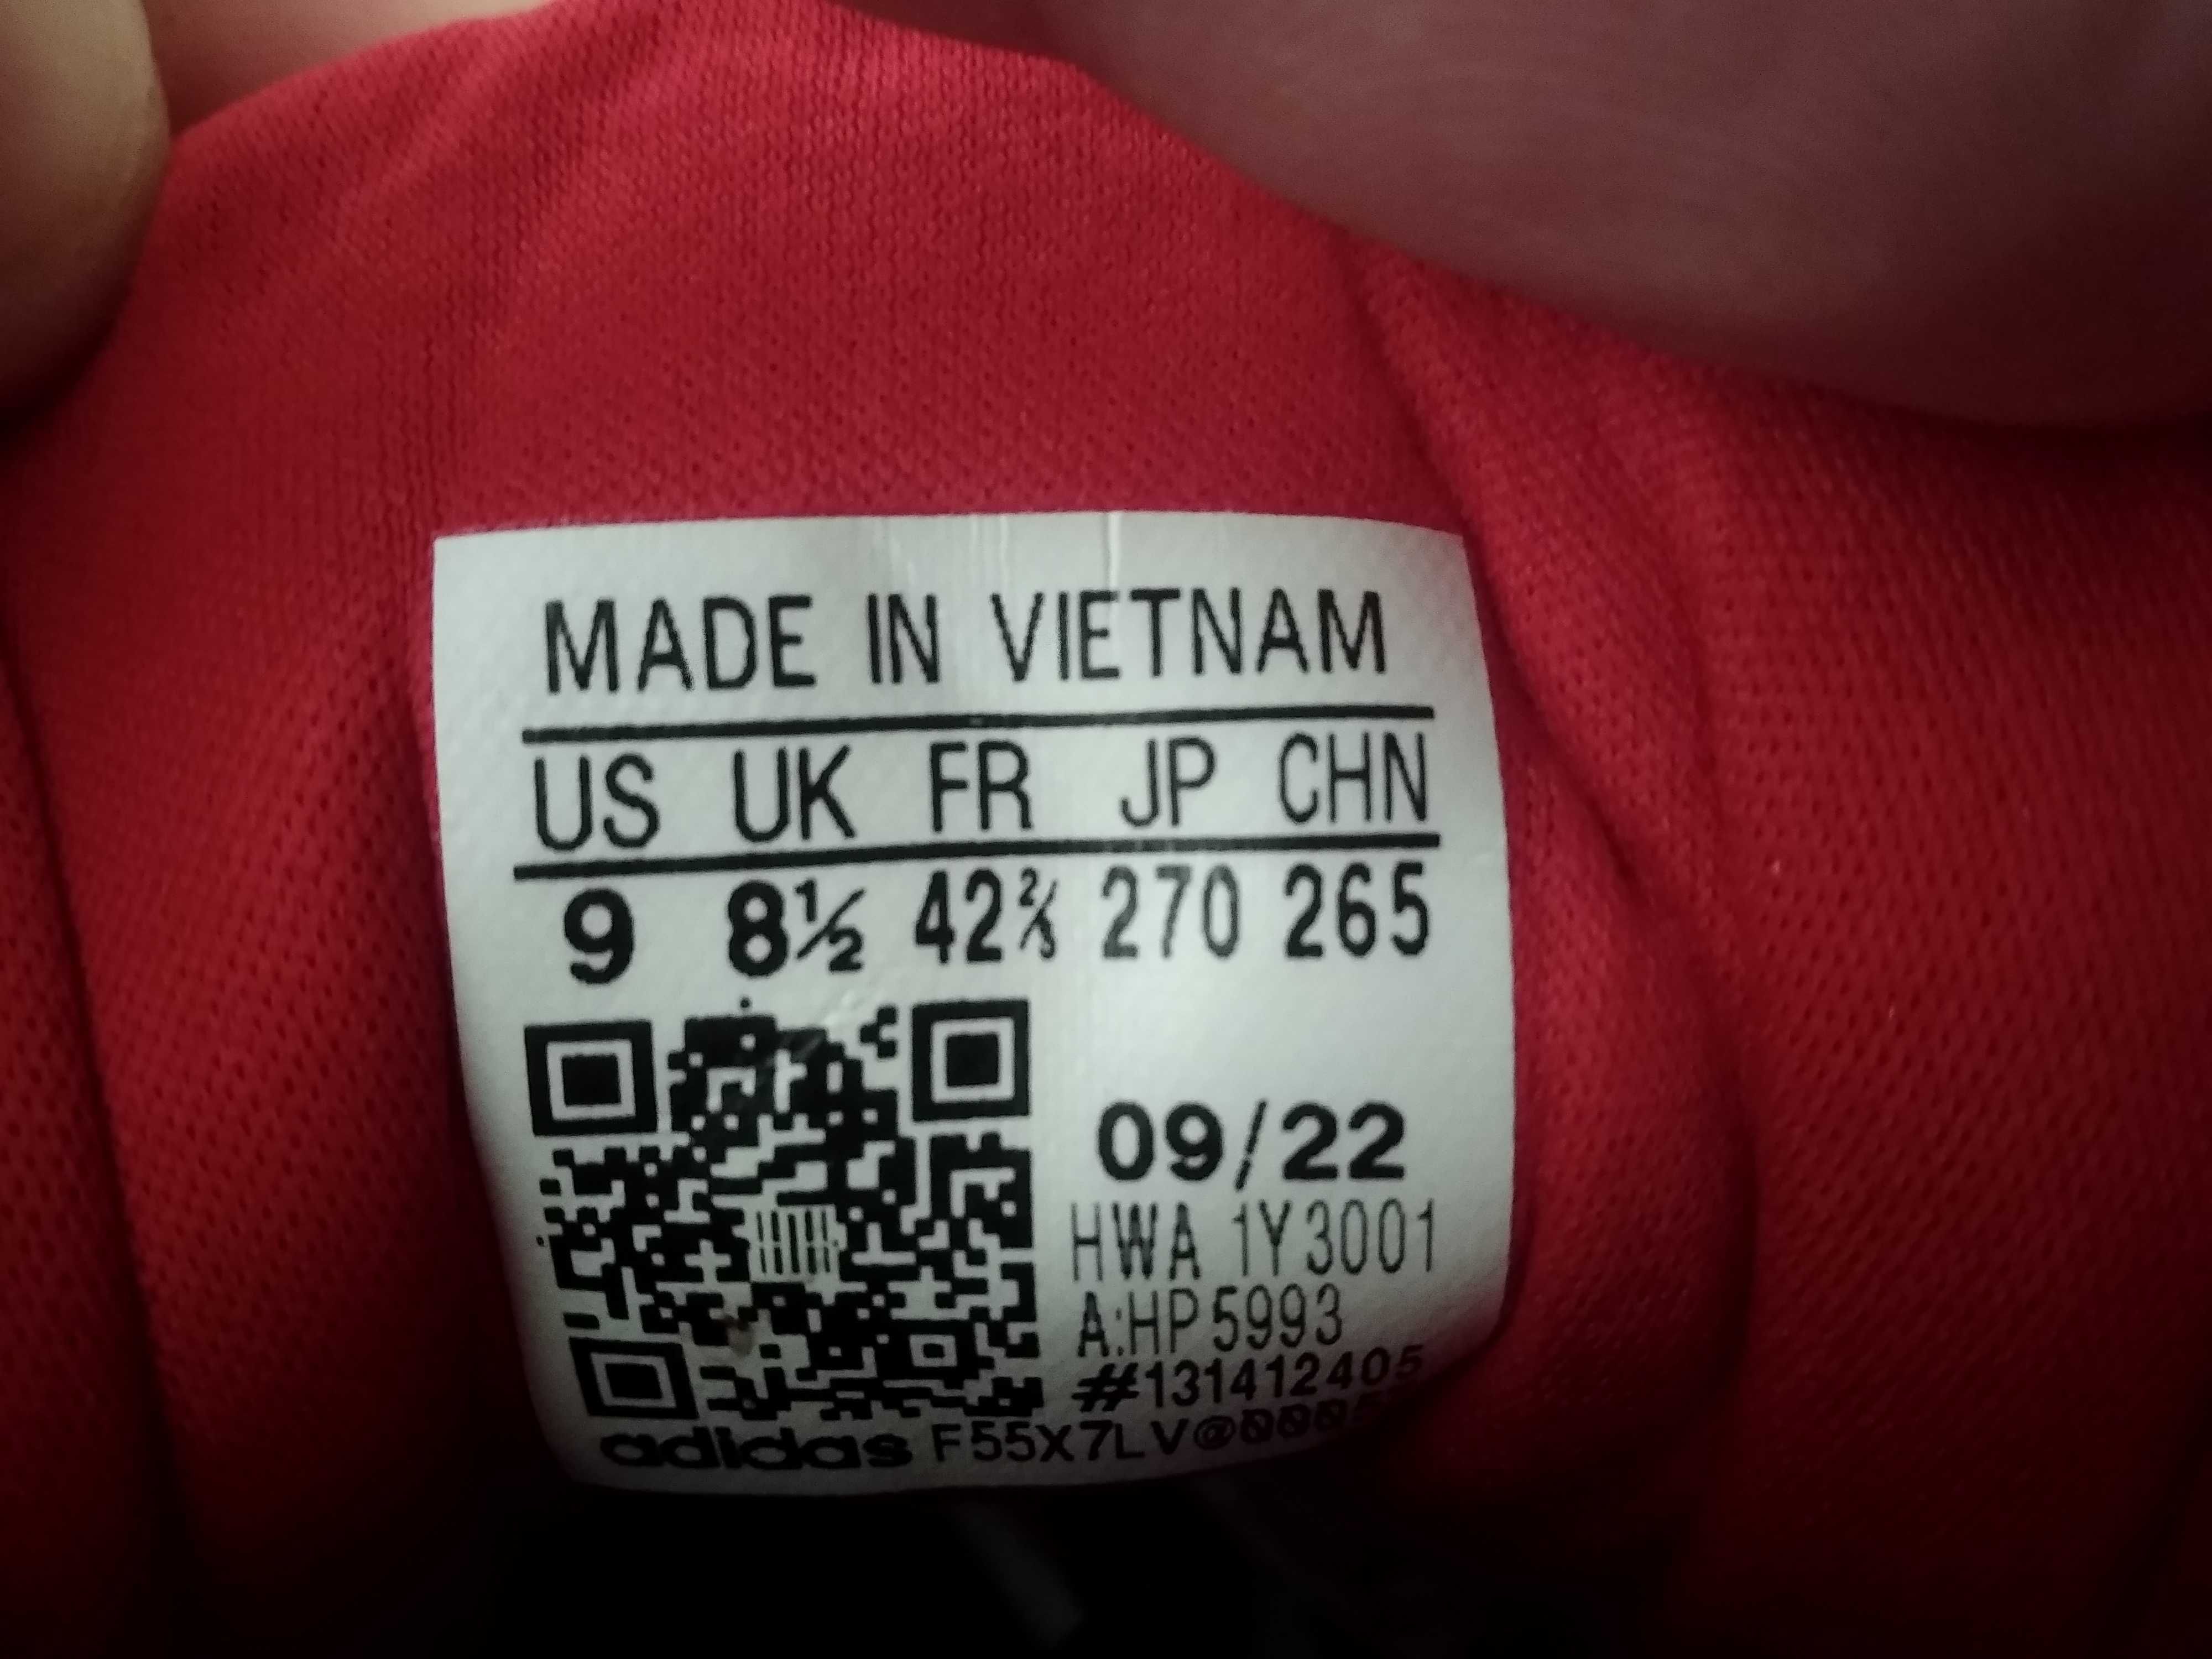 MADE IN VIETNAM
US UK FR JP CHN
9 8½ 42⅔ 270 265
09/22
HWA 1Y3001
A:HP5993
#131412405
adidas